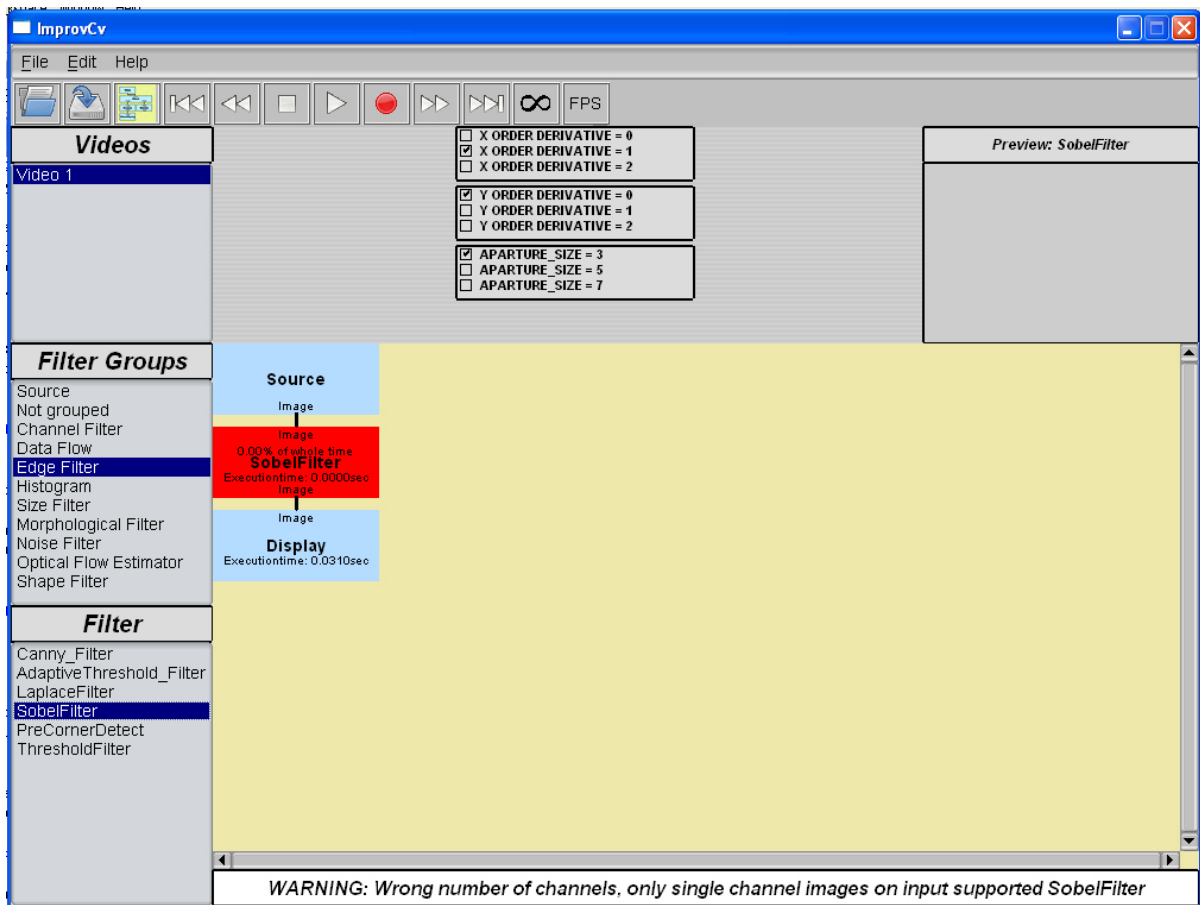 ImprovCv
File Edit Help
FPS
Videos
Video 1
X ORDER DERIVATIVE = 0
X ORDER DERIVATIVE = 1
X ORDER DERIVATIVE = 2
Y ORDER DERIVATIVE = 0
Y ORDER DERIVATIVE = 1
Y ORDER DERIVATIVE = 2
APARTURE_SIZE = 3
APARTURE_SIZE = 5
APARTURE_SIZE = 7
Preview: SobelFilter
Filter Groups
Source
Not grouped
Channel Filter
Data Flow
Edge Filter
Histogram
Size Filter
Morphological Filter
Noise Filter
Optical Flow Estimator
Shape Filter
Filter
Canny_Filter
AdaptiveThreshold_Filter
LaplaceFilter
SobelFilter
PreCornerDetect
ThresholdFilter
Source
Image
Image
0.00% of whole time
SobelFilter
Executiontime: 0.0000sec
Image
Image
Display
Executiontime: 0.0310sec
WARNING: Wrong number of channels, only single channel images on input supported SobelFilter